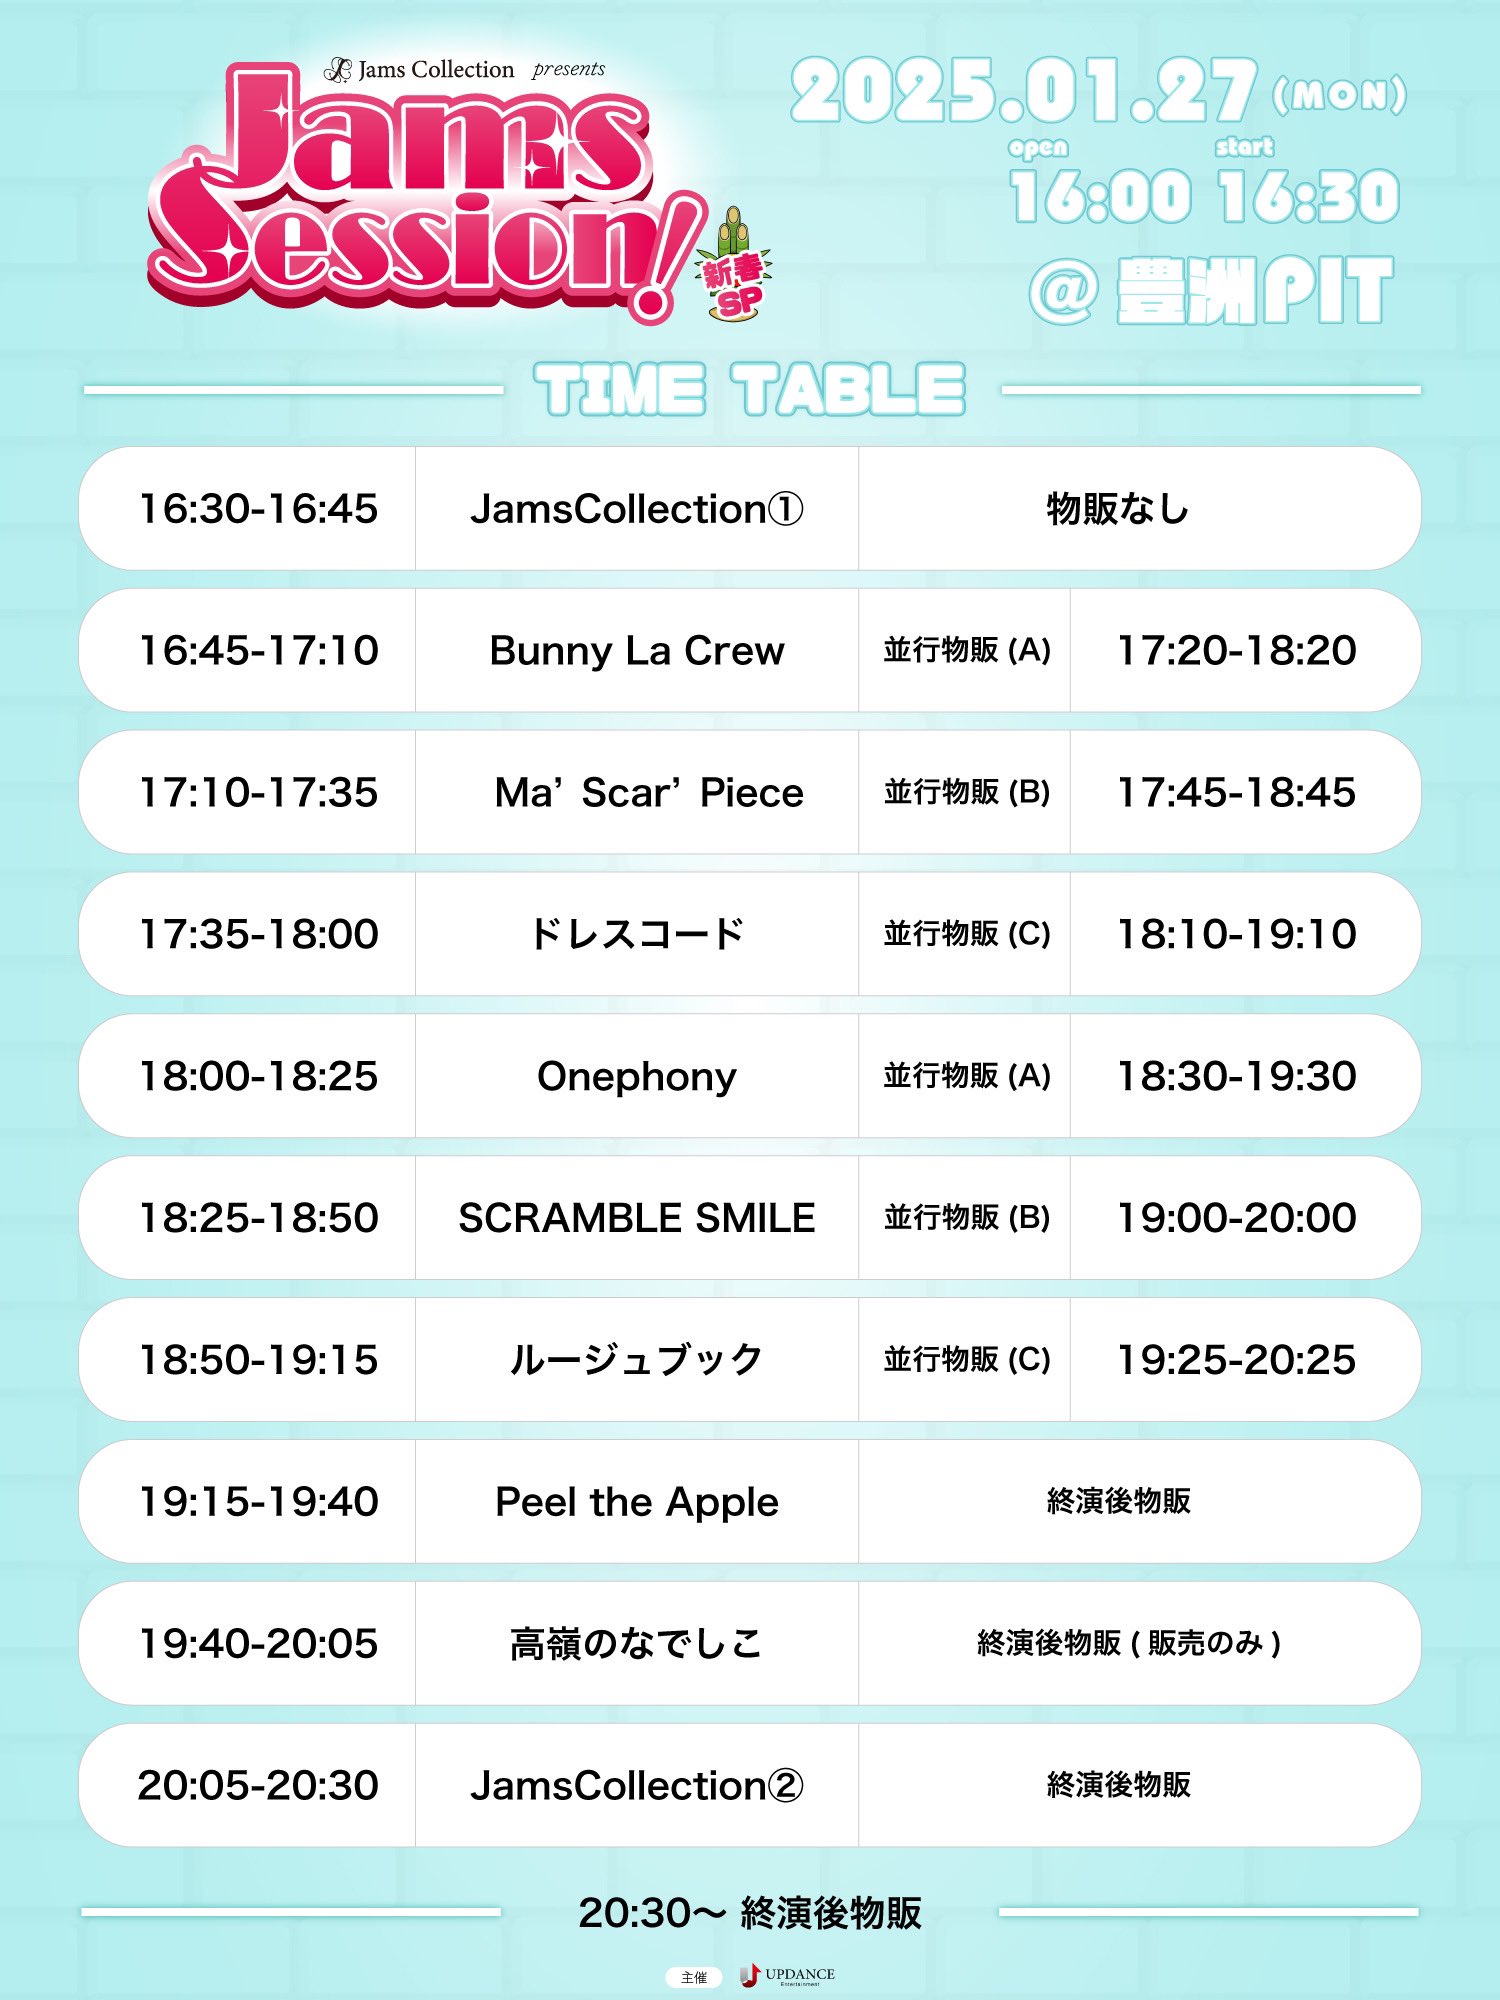 Jams Collection presents
Jams
Session!
新春
SP
2025.01.27 (MON)
open start
16:00 16:30
@豊洲PIT
TIME TABLE
16:30-16:45 JamsCollection① 物販なし
16:45-17:10 Bunny La Crew 並行物販 (A) 17:20-18:20
17:10-17:35 Ma’ Scar’ Piece 並行物販 (B) 17:45-18:45
17:35-18:00 ドレスコード 並行物販 (C) 18:10-19:10
18:00-18:25 Onephony 並行物販 (A) 18:30-19:30
18:25-18:50 SCRAMBLE SMILE 並行物販 (B) 19:00-20:00
18:50-19:15 ルージュブック 並行物販 (C) 19:25-20:25
19:15-19:40 Peel the Apple 終演後物販
19:40-20:05 高嶺のなでしこ 終演後物販 ( 販売のみ )
20:05-20:30 JamsCollection② 終演後物販
20:30〜 終演後物販
主催 UPDANCE
Entertainment